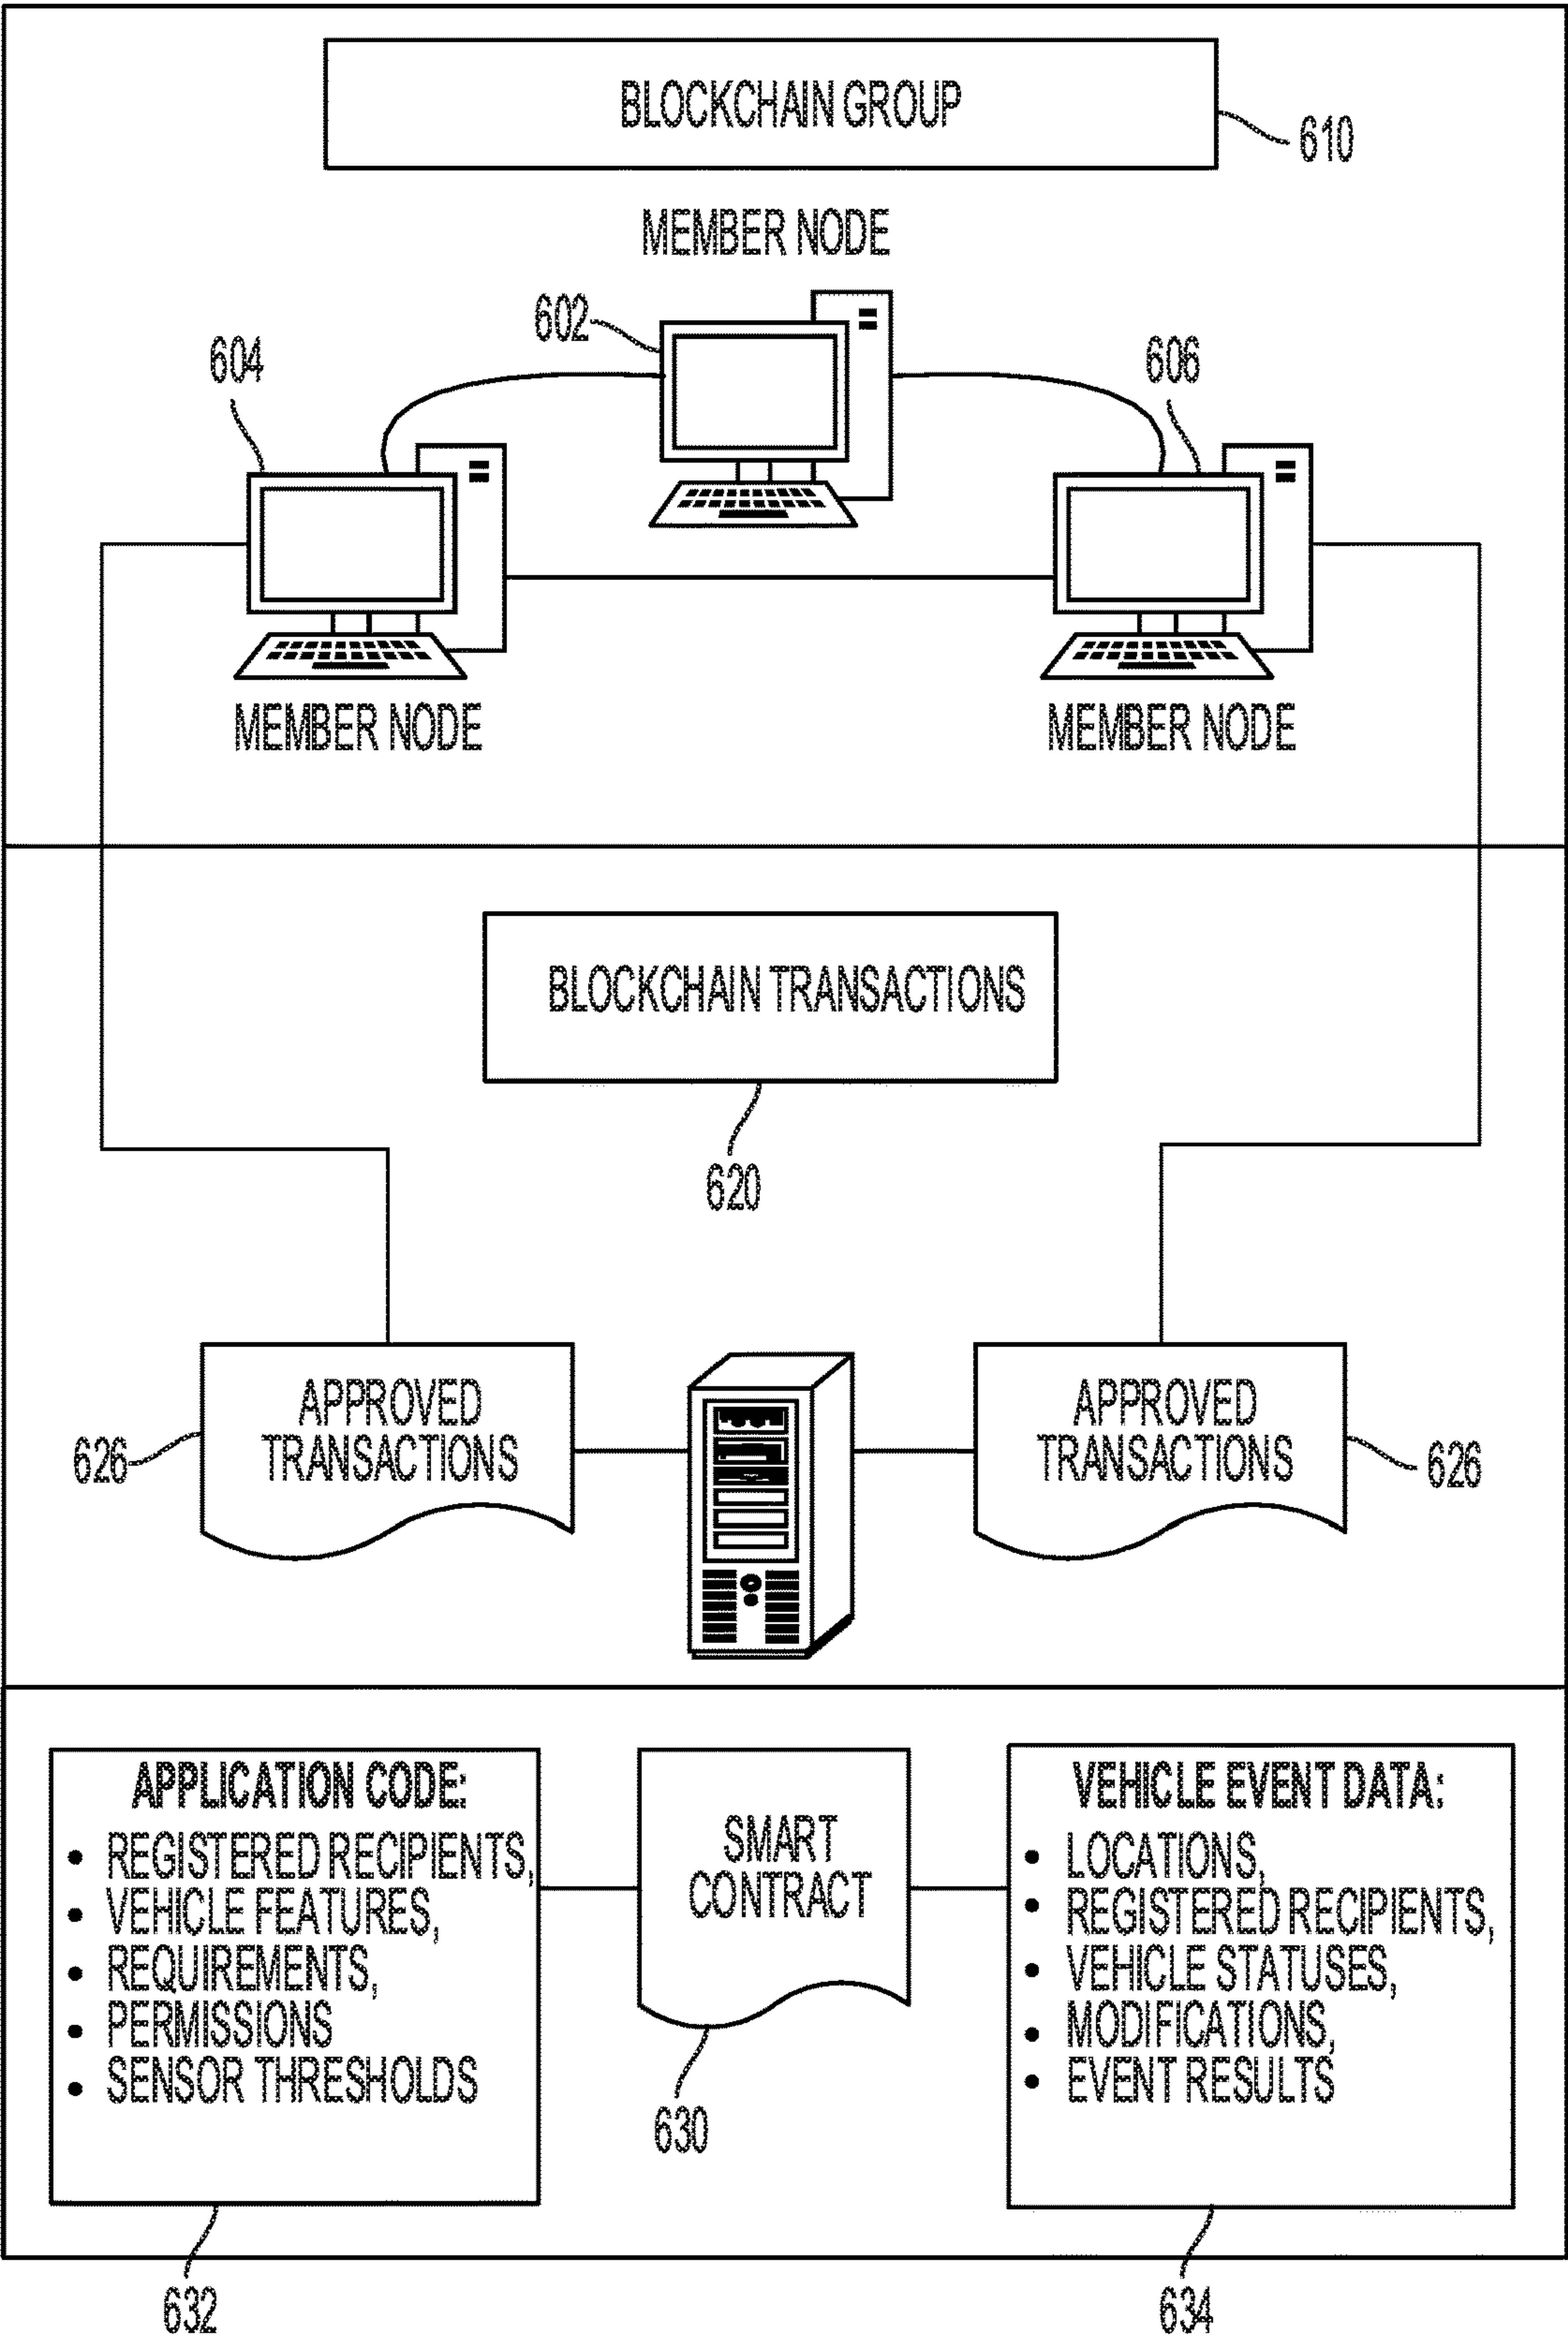 BLOCKCHAIN GROUP
610
MEMBER NODE
602
604
606
MEMBER NODE
MEMBER NODE
BLOCKCHAIN TRANSACTIONS
620
APPROVED
TRANSACTIONS
626
APPROVED
TRANSACTIONS
626
APPLICATION CODE:
• REGISTERED RECIPIENTS,
• VEHICLE FEATURES,
• REQUIREMENTS,
• PERMISSIONS
• SENSOR THRESHOLDS
632
SMART
CONTRACT
630
VEHICLE EVENT DATA:
• LOCATIONS,
• REGISTERED RECIPIENTS,
• VEHICLE STATUSES,
• MODIFICATIONS,
• EVENT RESULTS
634